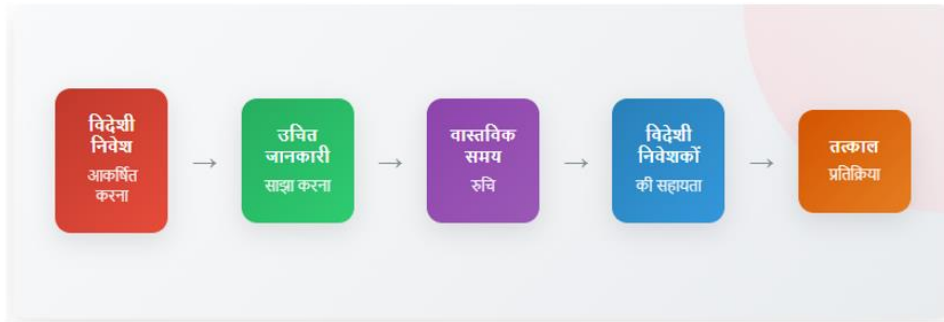 विदेशी
निवेश
आकर्षित
करना
उचित
जानकारी
साझा करना
वास्तविक
समय
रुचि
विदेशी
निवेशकों
की सहायता
तत्काल
प्रतिक्रिया